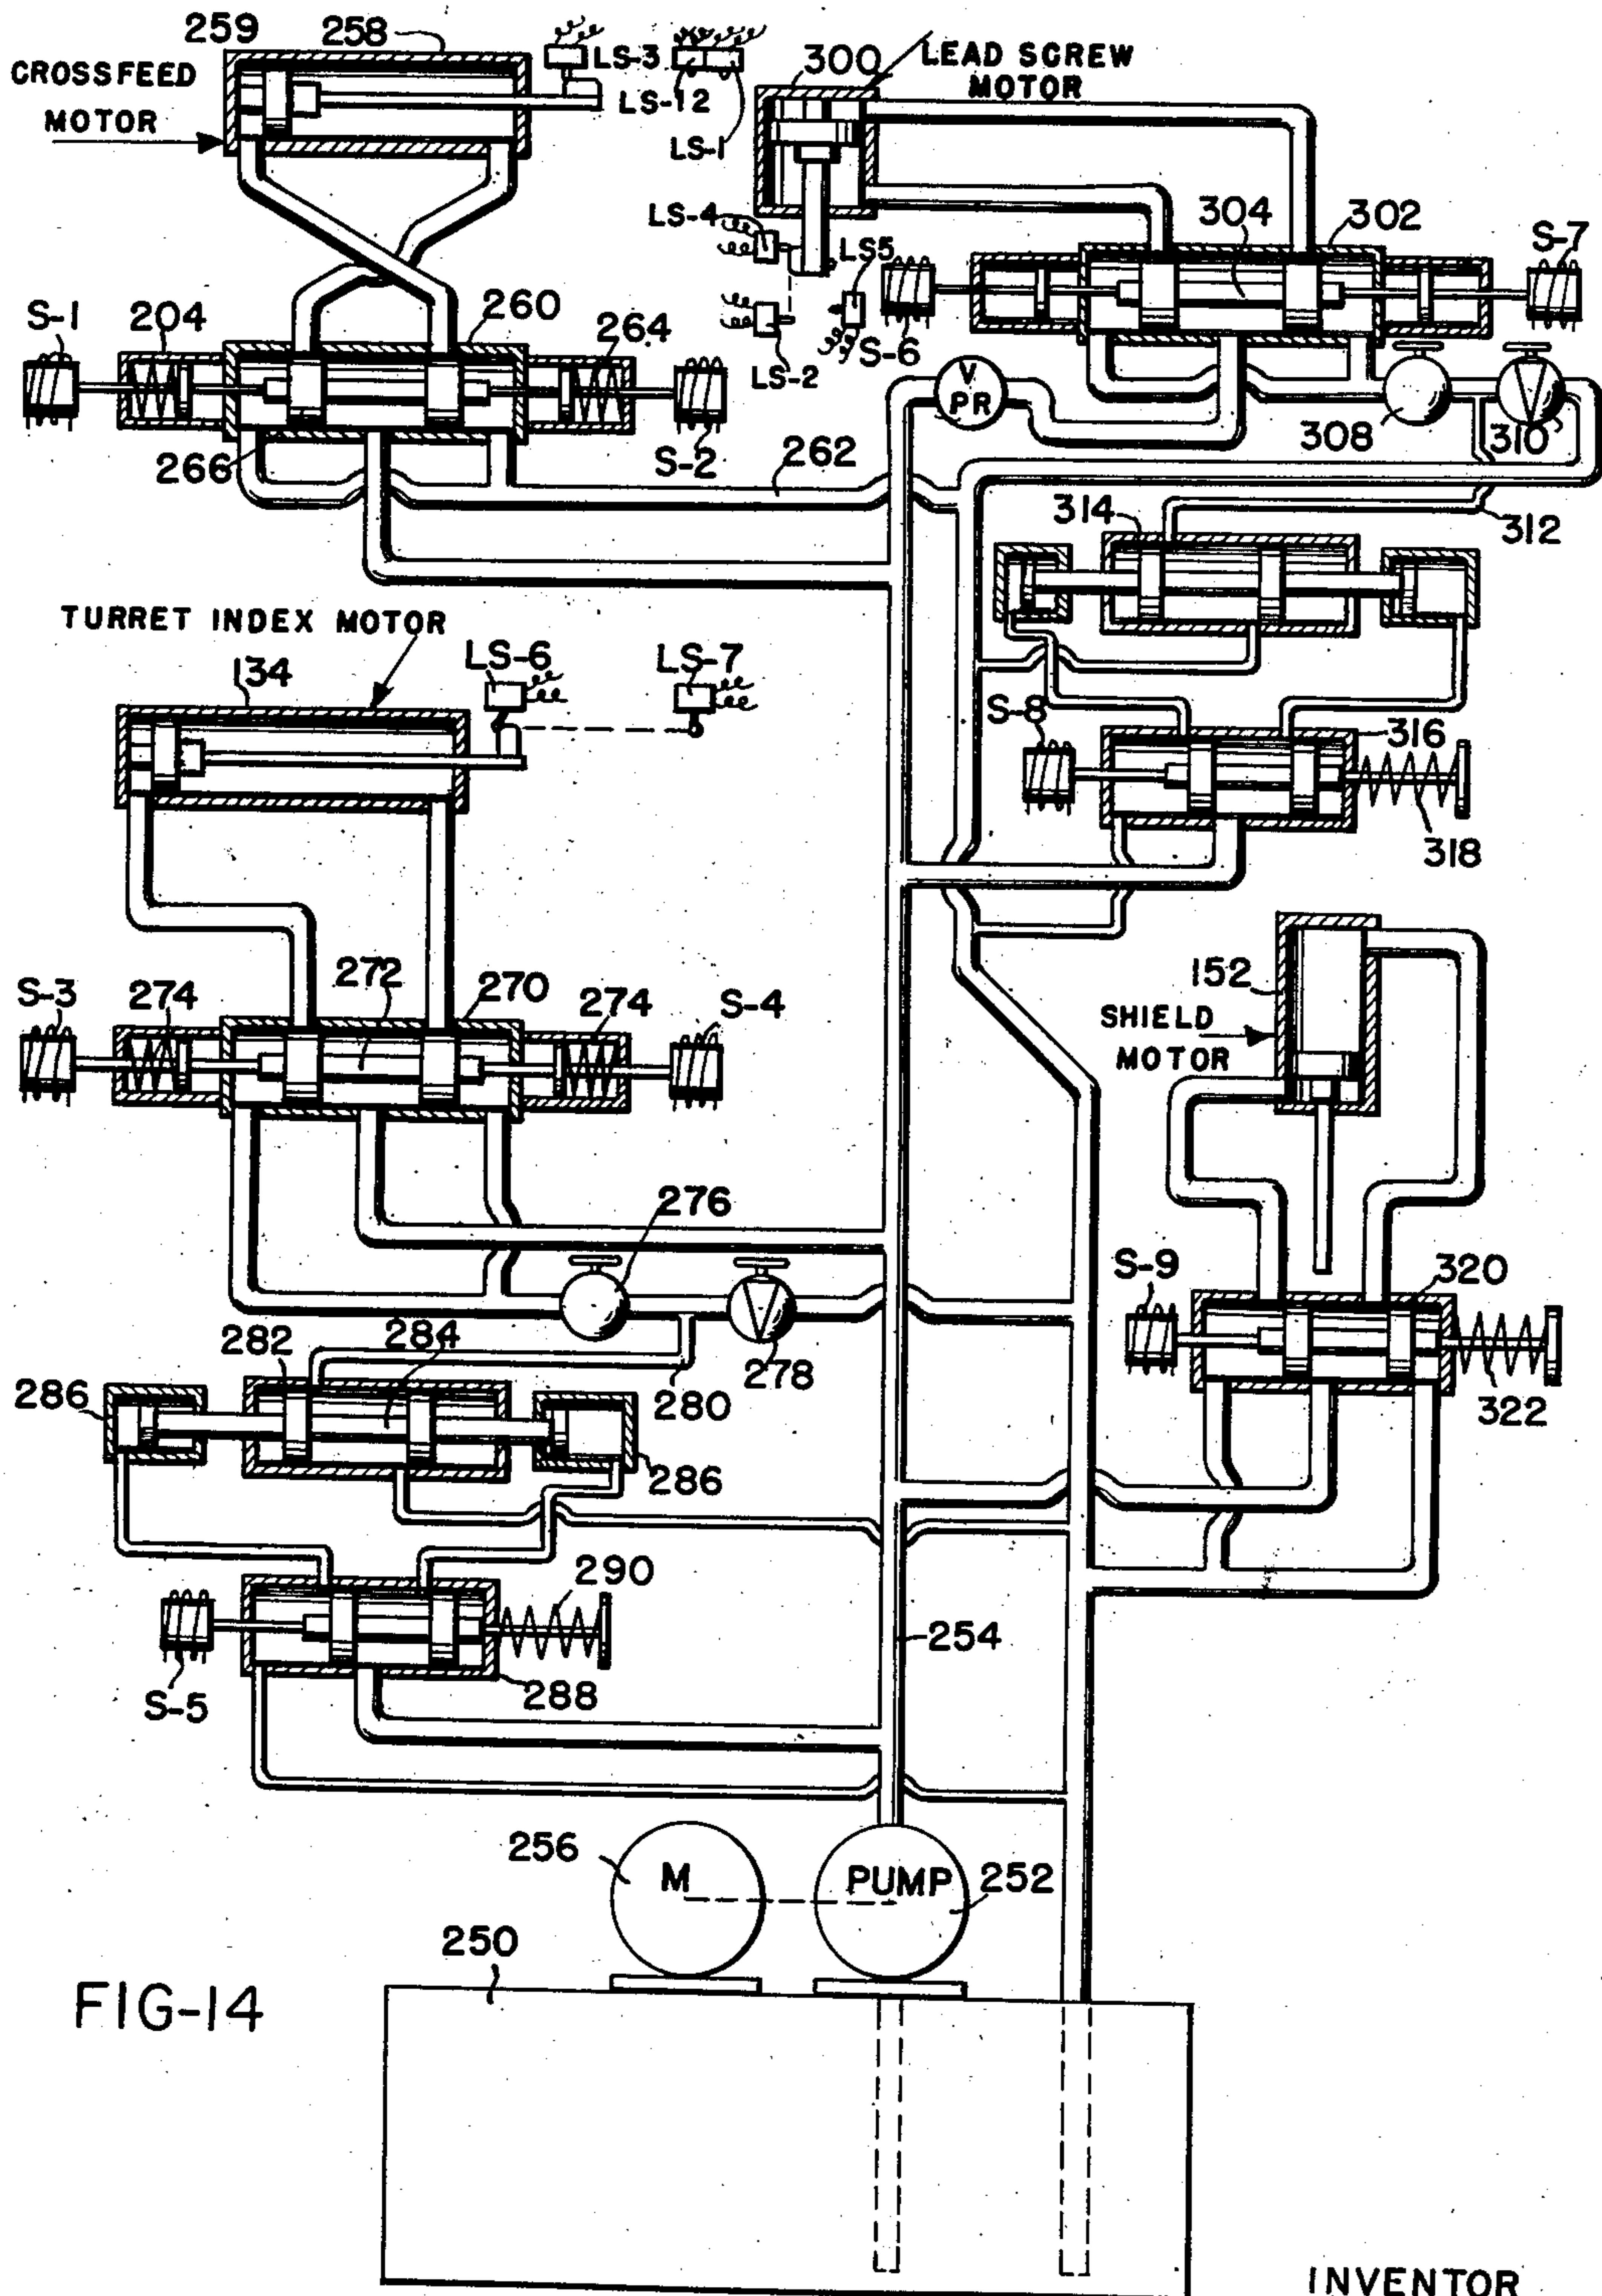 259
258
LS-3
LS-12
LS-1
CROSSFEED
MOTOR
300
LEAD SCREW
MOTOR
LS-4
LS5
LS-2
S-6
304
302
S-7
S-1
204
260
264
S-2
266
262
V
PR
308
310
312
314
TURRET INDEX MOTOR
134
LS-6
LS-7
S-8
316
318
S-3
274
272
270
274
S-4
152
SHIELD
MOTOR
276
278
280
282
284
286
286
S-9
320
322
290
S-5
288
254
256
M
PUMP
252
250
FIG-14
INVENTOR